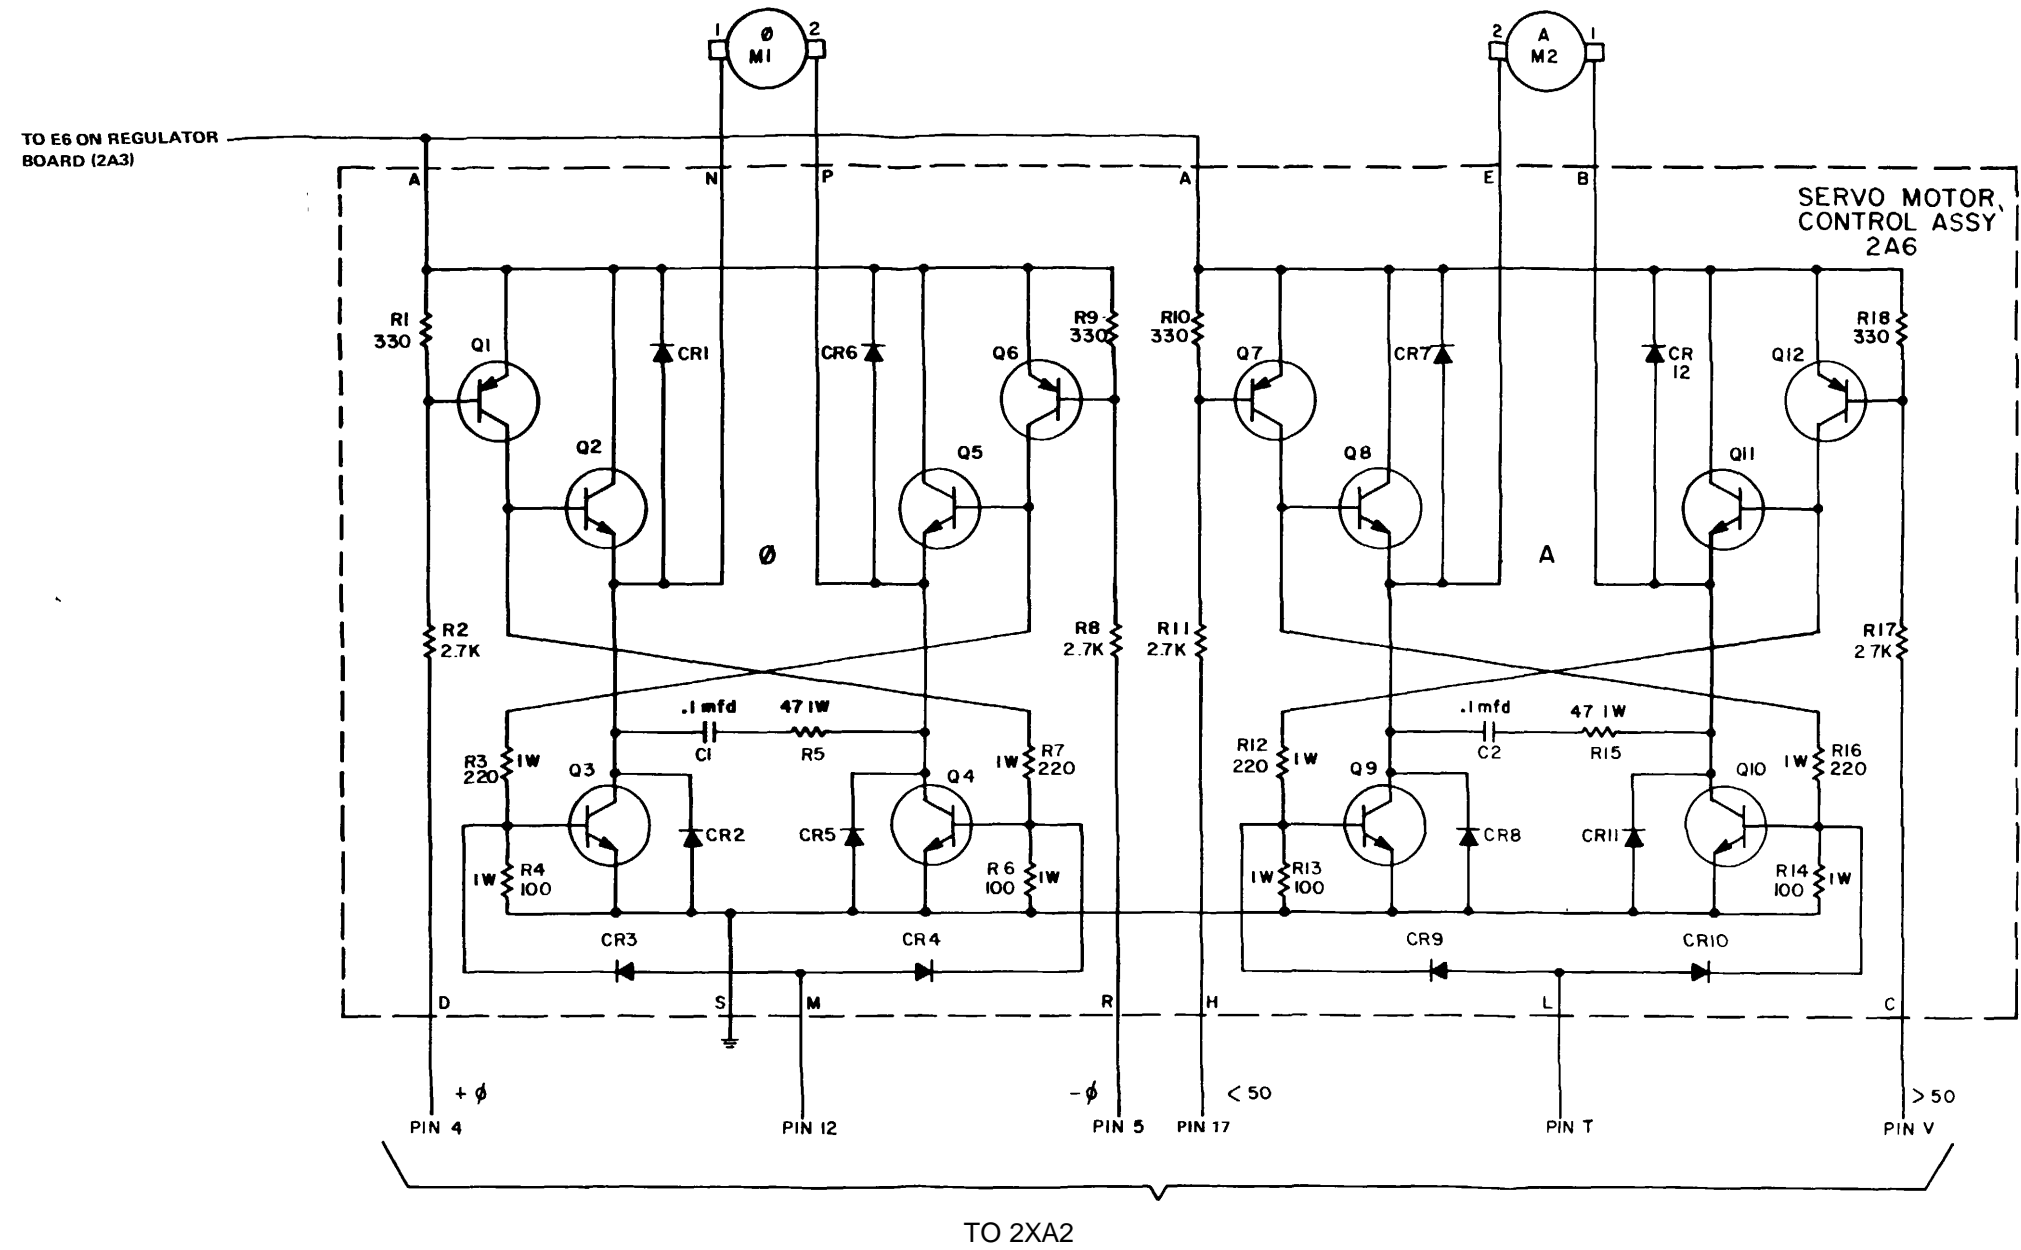 1 Ø M1 2
2 A M2 1
TO E6 ON REGULATOR
BOARD (2A3)
A N P A E B
SERVO MOTOR
CONTROL ASSY
2A6
R1
330
Q1
CR1
CR6
Q6
R9
330
R10
330
Q7
CR7
CR
12
Q12
R18
330
Q2
Q5
Q8
Q11
Ø
A
R2
2.7K
R8
2.7K
R11
2.7K
R17
2.7K
.1mfd
C1
47 1W
R5
.1mfd
C2
47 1W
R15
R3
220
1W
Q3
Q4
1W
R7
220
R12
220
1W
Q9
Q10
1W
R16
220
CR2
CR5
CR8
CR11
1W
R4
100
R6
100
1W
1W
R13
100
R14
100
1W
CR3
CR4
CR9
CR10
D S M R H L C
+ Ø
-Ø
< 50
> 50
PIN 4
PIN 12
PIN 5
PIN 17
PIN T
PIN V
TO 2XA2